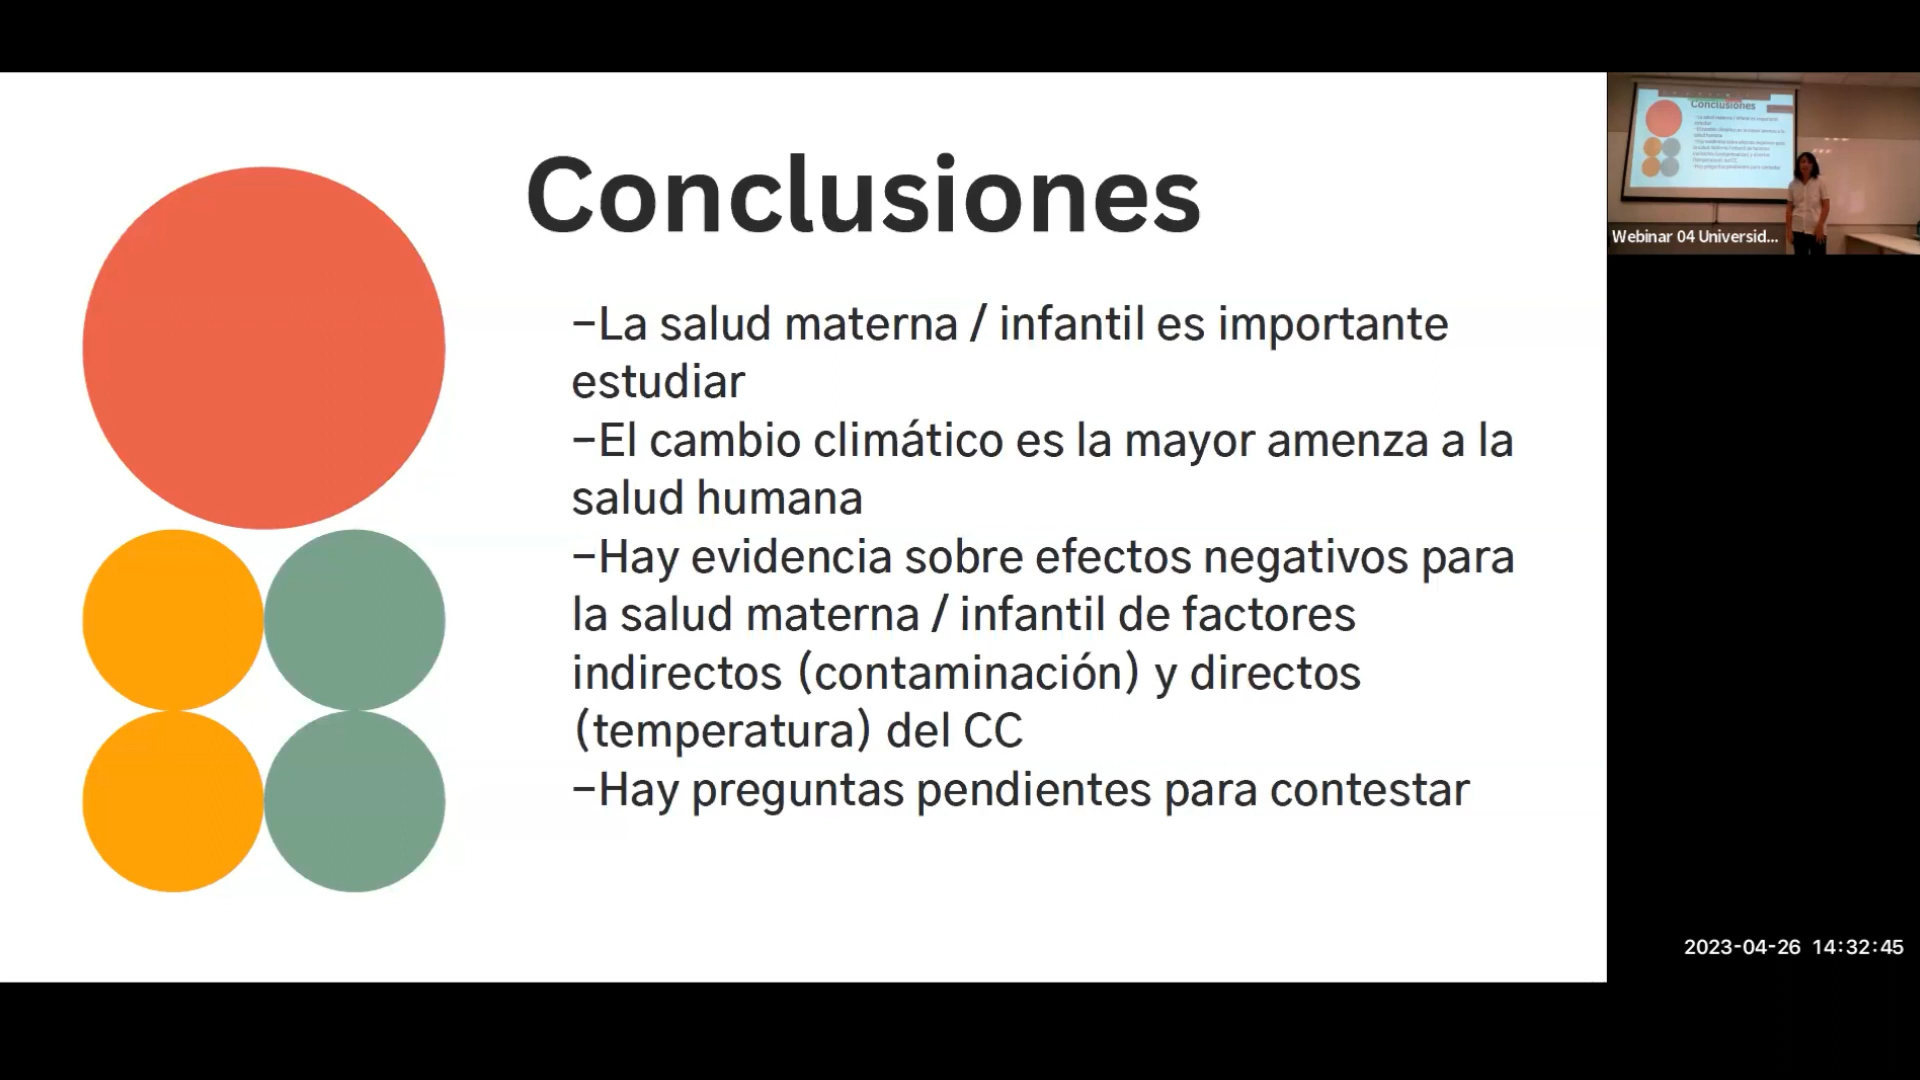 Conclusiones
-La salud materna / infantil es importante
estudiar
-El cambio climático es la mayor amenza a la
salud humana
-Hay evidencia sobre efectos negativos para
la salud materna / infantil de factores
indirectos (contaminación) y directos
(temperatura) del CC
-Hay preguntas pendientes para contestar
Conclusiones
Webinar 04 Universid...
2023-04-26 14:32:45